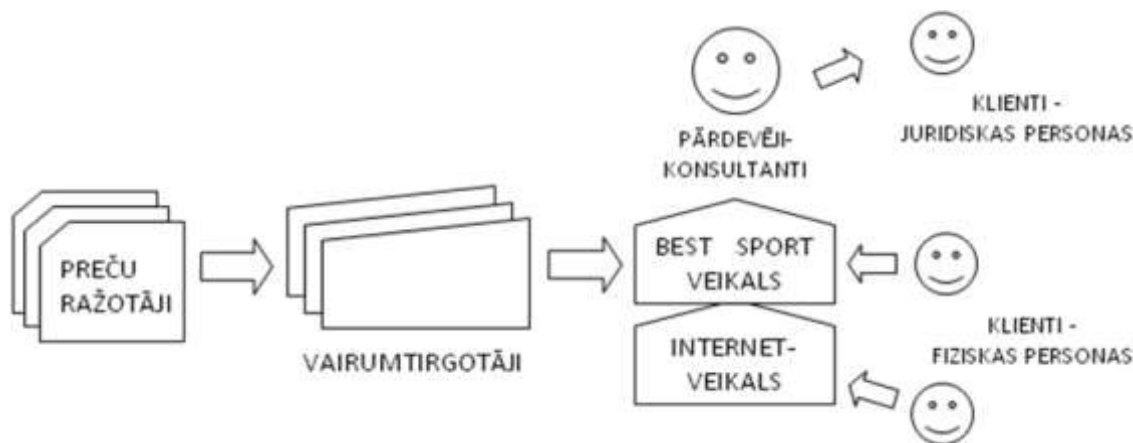 PREČU
RAŽOTĀJI
VAIRUMTIRGOTĀJI
PĀRDEVĒJI-
KONSULTANTI
BEST SPORT
VEIKALS
INTERNET-
VEIKALS
KLIENTI -
JURIDISKAS PERSONAS
KLIENTI -
FIZISKAS PERSONAS